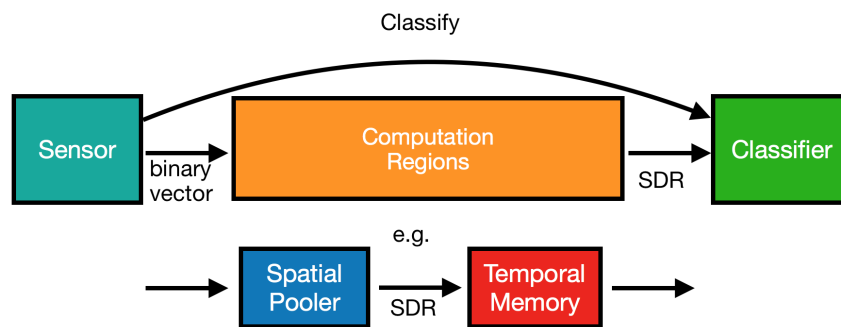 Classify
Sensor
binary
vector
Computation
Regions
SDR
Classifier
e.g.
Spatial
Pooler
SDR
Temporal
Memory